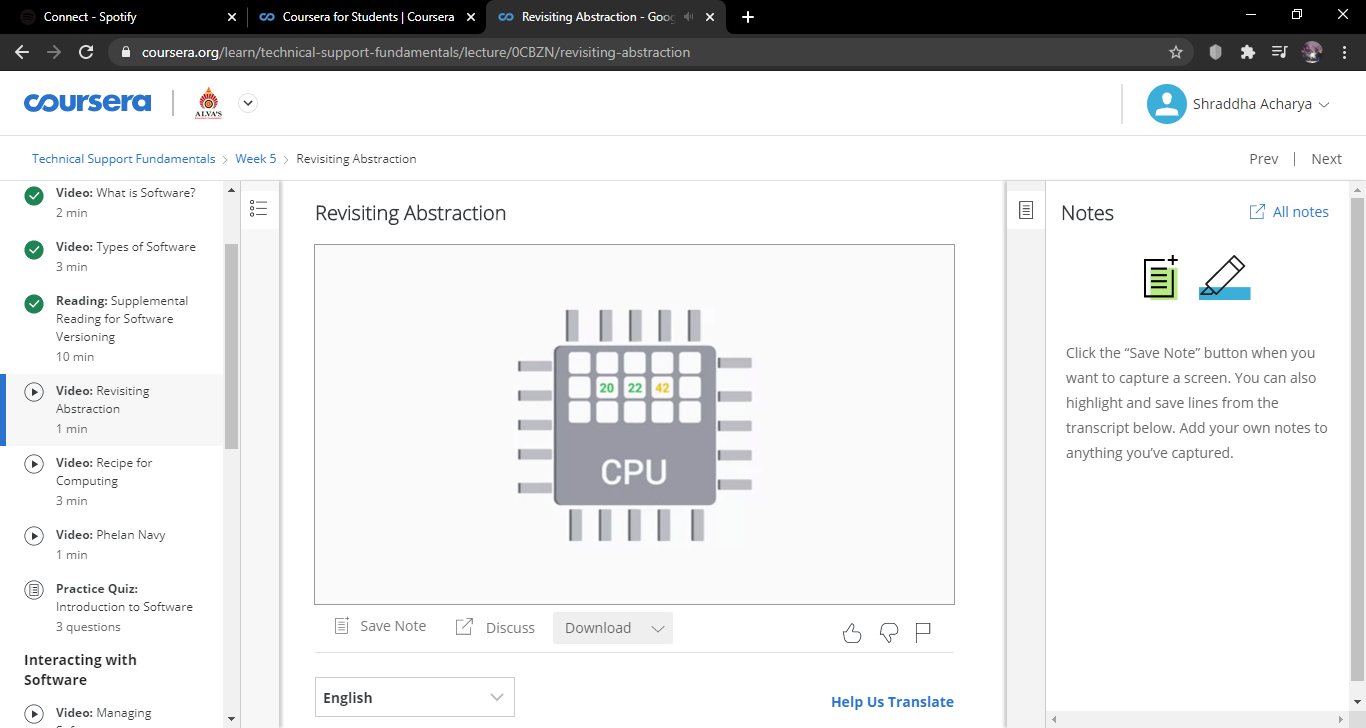 Connect - Spotify
Coursera for Students | Coursera
Revisiting Abstraction - Goog
coursera.org/learn/technical-support-fundamentals/lecture/0CBZN/revisiting-abstraction
coursera
ALVA'S
Shraddha Acharya
Technical Support Fundamentals
Week 5
Revisiting Abstraction
Prev | Next
Video: What is Software?
2 min
Video: Types of Software
3 min
Reading: Supplemental
Reading for Software
Versioning
10 min
Video: Revisiting
Abstraction
1 min
Video: Recipe for
Computing
3 min
Video: Phelan Navy
1 min
Practice Quiz:
Introduction to Software
3 questions
Interacting with
Software
Video: Managing
Revisiting Abstraction
20 22 42
CPU
Save Note
Discuss
Download
English
Help Us Translate
Notes
All notes
Click the “Save Note” button when you
want to capture a screen. You can also
highlight and save lines from the
transcript below. Add your own notes to
anything you’ve captured.